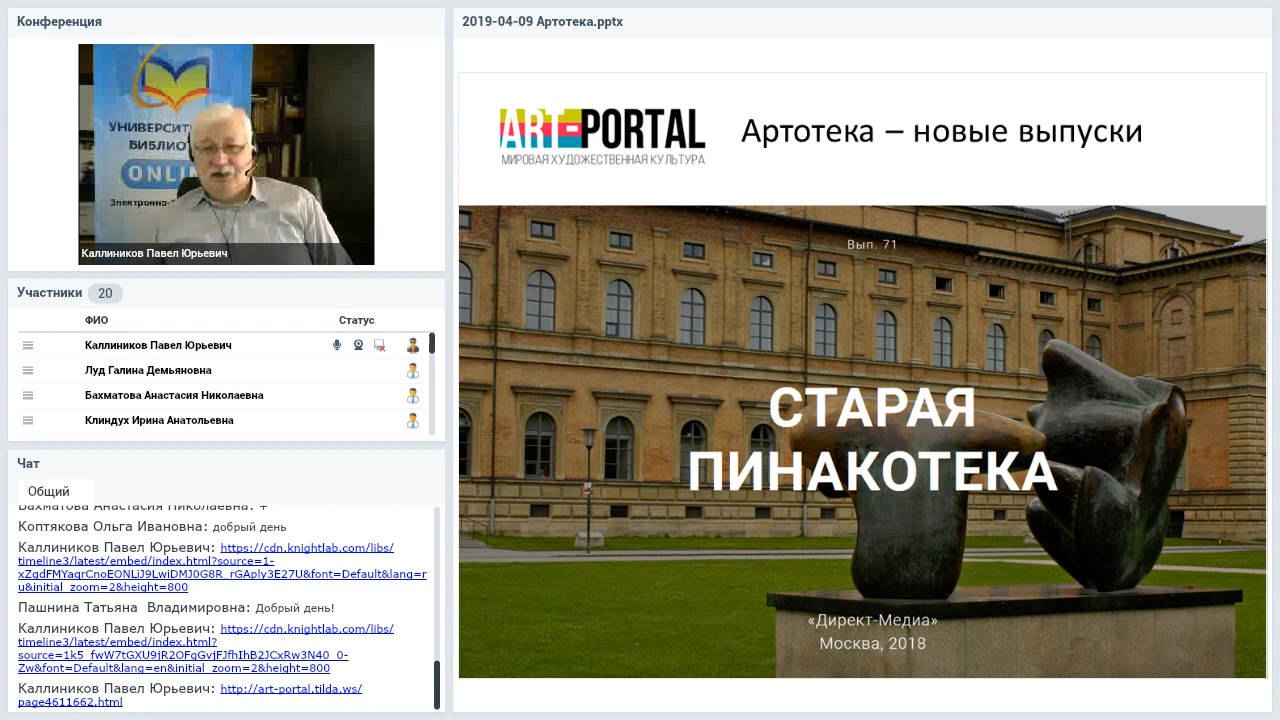 Конференция
УНИВЕРСИТ
БИБЛИО
ONLIN
Электронно-
Каллиников Павел Юрьевич
Участники 20
ФИО Статус
Каллиников Павел Юрьевич
Луд Галина Демьяновна
Бахматова Анастасия Николаевна
Клиндух Ирина Анатольевна
Чат
Общий
Бахматова Анастасия Николаевна: +
Коптякова Ольга Ивановна: добрый день
Каллиников Павел Юрьевич: https://cdn.knightlab.com/libs/
timeline3/latest/embed/index.html?source=1-
xZgdFMYaqrCnoEONLiJ9LwiDMJ0G8R_rGAply3E27U&font=Default&lang=r
u&initial_zoom=2&height=800
Пашнина Татьяна  Владимировна: Добрый день!
Каллиников Павел Юрьевич: https://cdn.knightlab.com/libs/
timeline3/latest/embed/index.html?
source=1k5_fwW7tGXU9jR2OFqGvjFJfhIhB2JCxRw3N40_0-
Zw&font=Default&lang=en&initial_zoom=2&height=800
Каллиников Павел Юрьевич: http://art-portal.tilda.ws/
page4611662.html
2019-04-09 Артотека.pptx
ART-PORTAL
МИРОВАЯ ХУДОЖЕСТВЕННАЯ КУЛЬТУРА
Артотека – новые выпуски
Вып. 71
СТАРАЯ
ПИНАКОТЕКА
«Директ-Медиа»
Москва, 2018